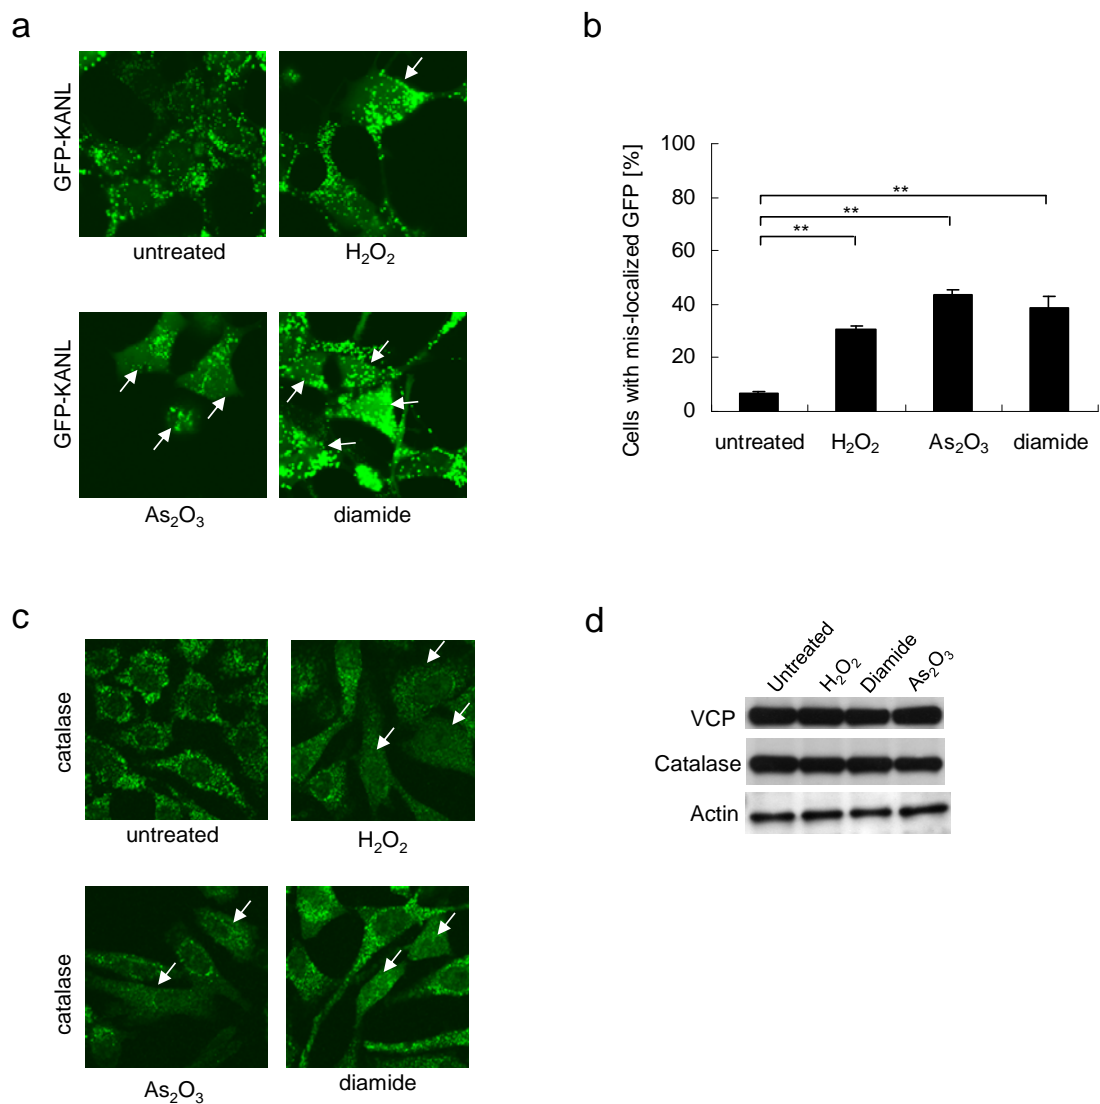 a
GFP-KANL
untreated
H₂O₂
GFP-KANL
As₂O₃
diamide
b
Cells with mis-localized GFP [%]
100
80
60
40
20
0
**
**
**
untreated
H₂O₂
As₂O₃
diamide
c
catalase
untreated
H₂O₂
catalase
As₂O₃
diamide
d
Untreated
H₂O₂
Diamide
As₂O₃
VCP
Catalase
Actin